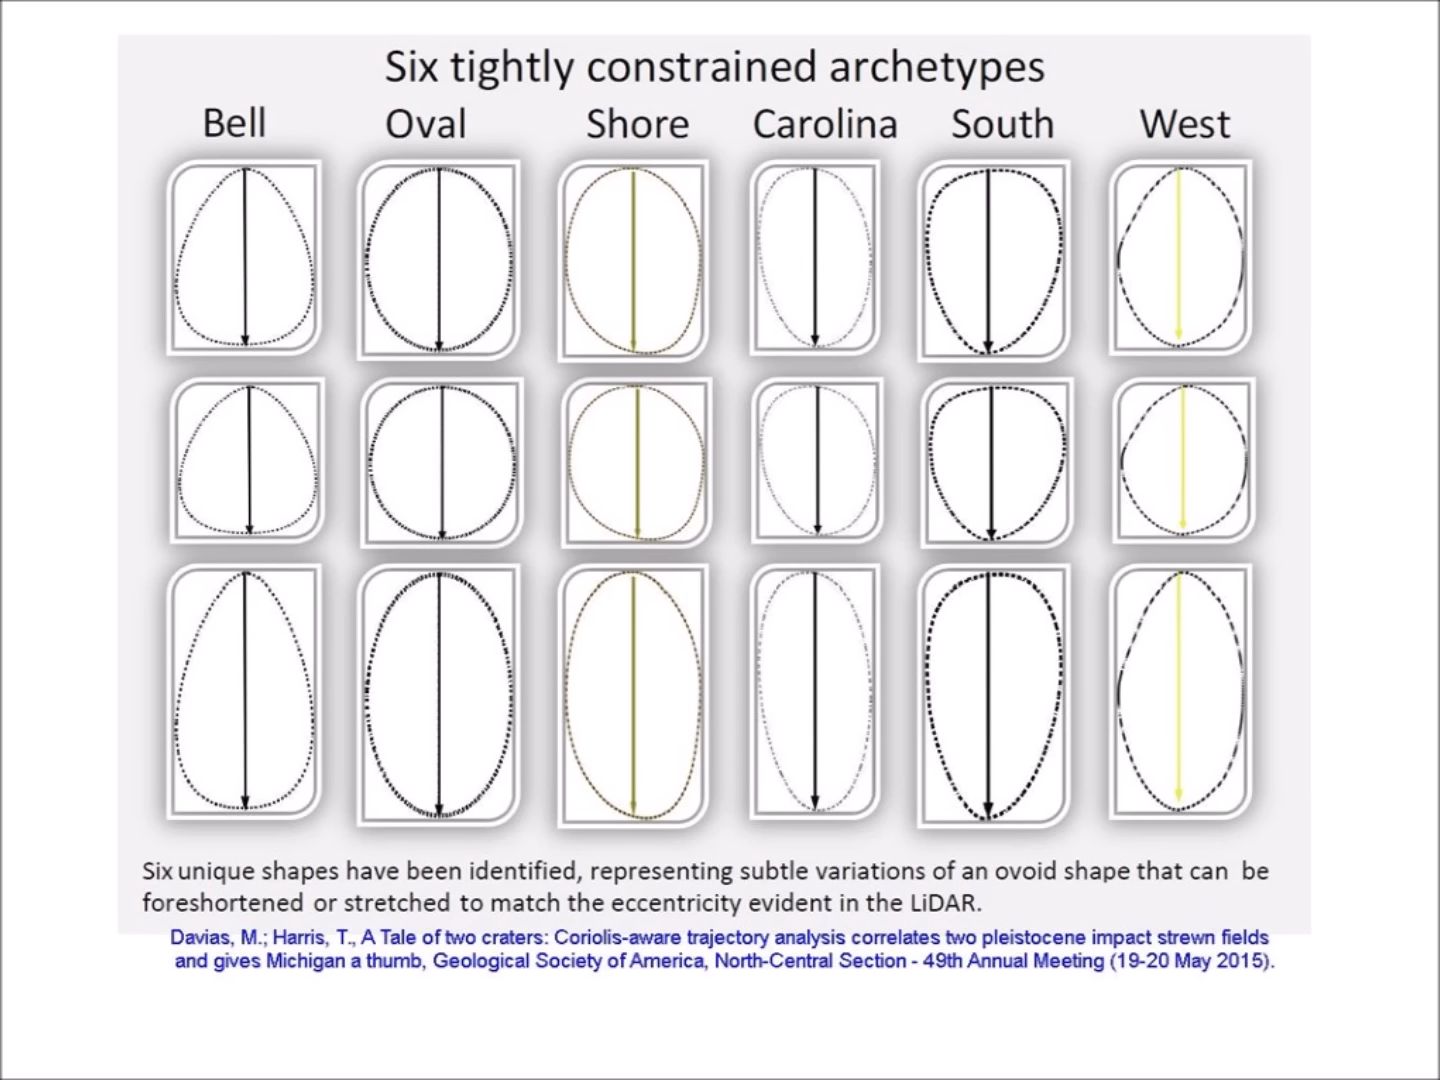 Six tightly constrained archetypes
Bell Oval Shore Carolina South West
Six unique shapes have been identified, representing subtle variations of an ovoid shape that can be
foreshortened or stretched to match the eccentricity evident in the LiDAR.
Davias, M.; Harris, T., A Tale of two craters: Coriolis-aware trajectory analysis correlates two pleistocene impact strewn fields
and gives Michigan a thumb, Geological Society of America, North-Central Section - 49th Annual Meeting (19-20 May 2015).